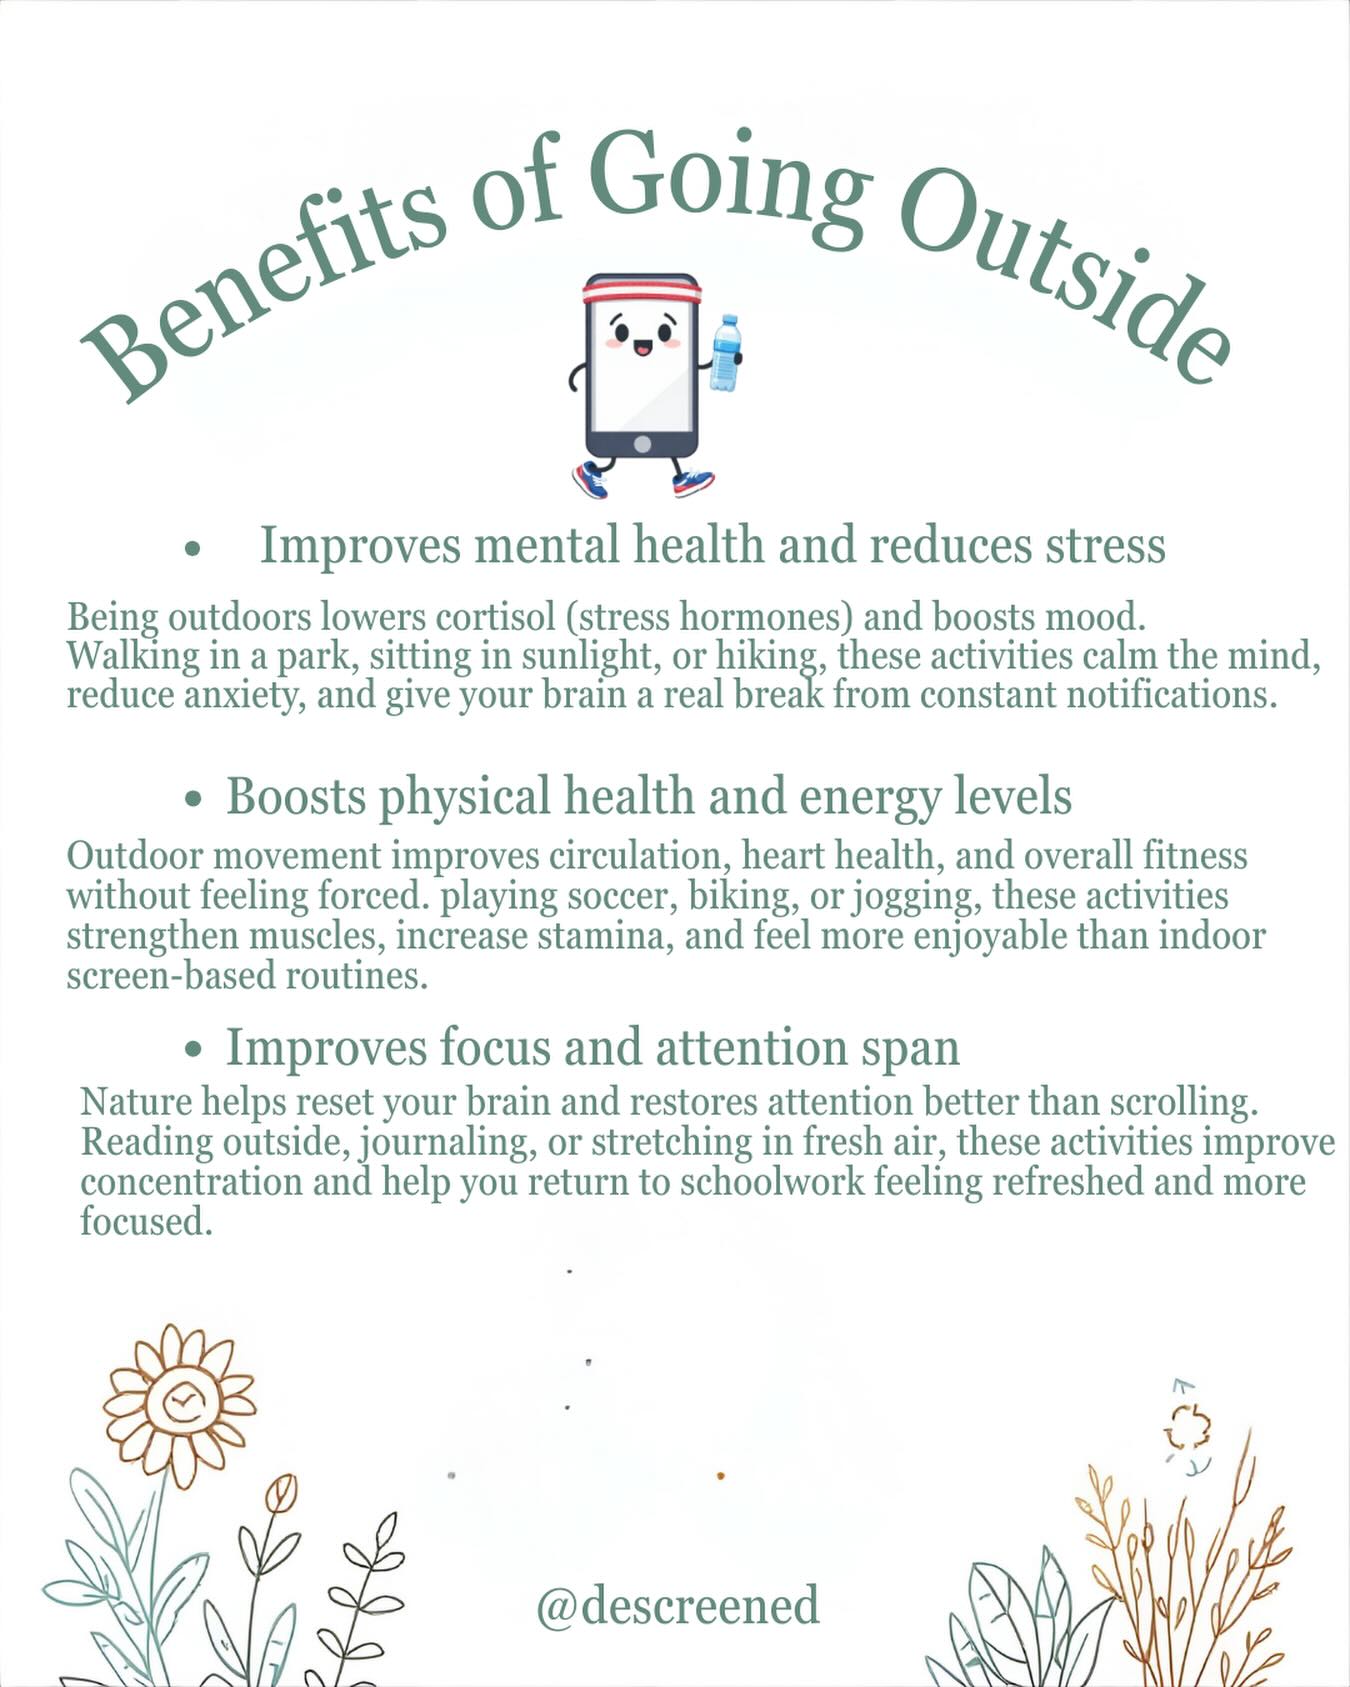 Benefits of Going Outside
• Improves mental health and reduces stress
Being outdoors lowers cortisol (stress hormones) and boosts mood.
Walking in a park, sitting in sunlight, or hiking, these activities calm the mind,
reduce anxiety, and give your brain a real break from constant notifications.
• Boosts physical health and energy levels
Outdoor movement improves circulation, heart health, and overall fitness
without feeling forced. playing soccer, biking, or jogging, these activities
strengthen muscles, increase stamina, and feel more enjoyable than indoor
screen-based routines.
• Improves focus and attention span
Nature helps reset your brain and restores attention better than scrolling.
Reading outside, journaling, or stretching in fresh air, these activities improve
concentration and help you return to schoolwork feeling refreshed and more
focused.
@descreened